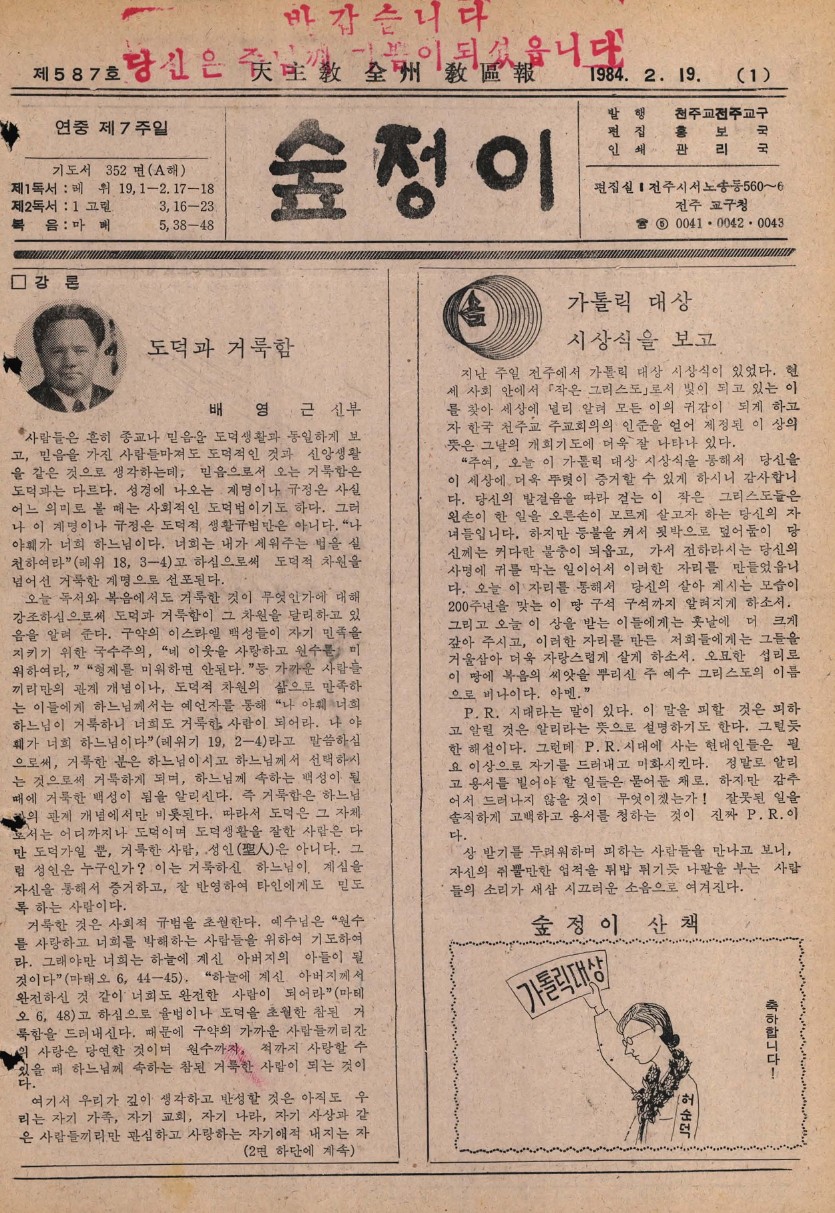 반갑습니다
당신은 주님께 기쁨이되셨읍니다
제587호 天主教 全州 教區報 1984. 2. 19. (1)
연중 제7주일
기도서 352 면(A해)
제1독서 : 레 위 19,1−2. 17−18
제2독서 : 1 고린 3,16−23
복 음 : 마 태 5,38−48
숲정이
발 행 천주교전주교구
편 집 홍 보 국
인 쇄 관 리 국
편집실 전주시서노송동560∼6
전주 교구청
☎ ⑤ 0041・0042・0043
□ 강 론
도덕과 거룩함
배 영 근 신부
사람들은 흔히 종교나 믿음을 도덕생활과 동일하게 보
고, 믿음을 가진 사람들마져도 도덕적인 것과 신앙생활
을 같은 것으로 생각하는데, 믿음으로서 오는 거룩함은
도덕과는 다르다. 성경에 나오는 계명이나 규정은 사실
어느 의미로 볼 때는 사회적인 도덕법이기도 하다. 그러
나 이 계명이나 규정은 도덕적 생활규범만은 아니다. “나
야훼가 너희 하느님이다. 너희는 내가 세워주는 법을 실
천하여라”(레위 18, 3−4)고 하심으로써 도덕적 차원을
넘어선 거룩한 계명으로 선포된다.
오늘 독서와 복음에서도 거룩한 것이 무엇인가에 대해
강조하심으로써 도덕과 거룩함이 그 차원을 달리하고 있
음을 알려 준다. 구약의 이스라엘 백성들이 자기 민족을
지키기 위한 국수주의, “네 이웃을 사랑하고 원수를 미
워하여라,” “형제를 미워하면 안된다.”등 가까운 사람들
끼리만의 관계 개념이나, 도덕적 차원의 삶으로 만족하
는 이들에게 하느님께서는 예언자를 통해 “나 야훼 너희
하느님이 거룩하니 너희도 거룩한 사람이 되어라. 나 야
훼가 너희 하느님이다”(레위기 19, 2−4)라고 말씀하심
으로써, 거룩한 분은 하느님이시고 하느님께서 선택하시
는 것으로써 거룩하게 되며, 하느님께 속하는 백성이 될
때에 거룩한 백성이 됨을 알리신다. 즉 거룩함은 하느님
과의 관계 개념에서만 비롯된다. 따라서 도덕은 그 자체
로서는 어디까지나 도덕이며 도덕생활을 잘한 사람은 다
만 도덕가일 뿐, 거룩한 사람, 성인(聖人)은 아니다. 그
럼 성인은 누구인가? 이는 거룩하신 하느님이 계심을
자신을 통해서 증거하고, 잘 반영하여 타인에게도 믿도
록 하는 사람이다.
거룩한 것은 사회적 규범을 초월한다. 예수님은 “원수
를 사랑하고 너희를 박해하는 사람들을 위하여 기도하여
라. 그래야만 너희는 하늘에 계신 아버지의 아들이 될
것이다”(마태오 6, 44−45). “하늘에 계신 아버지께서
완전하신 것 같이 너희도 완전한 사람이 되어라”(마태
오 6, 48)고 하심으로 율법이나 도덕을 초월한 참된 거
룩함을 드러내신다. 때문에 구약의 가까운 사람들끼리간
의 사랑은 당연한 것이며 원수까지, 적까지 사랑할 수
있을 때 하느님께 속하는 참된 거룩한 사람이 되는 것이
다.
여기서 우리가 깊이 생각하고 반성할 것은 아직도 우
리는 자기 가족, 자기 교회, 자기 나라, 자기 사상과 같
은 사람들끼리만 관심하고 사랑하는 자기애적 내지는 자
(2면 하단에 계속)
솝
가톨릭 대상
시상식을 보고
지난 주일 전주에서 가톨릭 대상 시상식이 있었다. 현
세 사회 안에서 「작은 그리스도」로서 빛이 되고 있는 이
를 찾아 세상에 널리 알려 모든 이의 귀감이 되게 하고
자 한국 천주교 주교회의의 인준을 얻어 제정된 이 상의
뜻은 그날의 개회기도에 더욱 잘 나타나 있다.
“주여, 오늘 이 가톨릭 대상 시상식을 통해서 당신을
이 세상에 더욱 뚜렷이 증거할 수 있게 하시니 감사합니
다. 당신의 발걸음을 따라 걷는 이 작은 그리스도들은
왼손이 한 일을 오른손이 모르게 살고자 하는 당신의 자
녀들입니다. 하지만 등불을 켜서 됫박으로 덮어둠이 당
신께는 커다란 불충이 되옵고, 가서 전하라시는 당신의
사명에 귀를 막는 일이어서 이러한 자리를 만들었읍니
다. 오늘 이 자리를 통해서 당신의 살아 계시는 모습이
200주년을 맞는 이 땅 구석 구석까지 알려지게 하소서.
그리고 오늘 이 상을 받는 이들에게는 훗날에 더 크게
갚아 주시고, 이러한 자리를 만든 저희들에게는 그들을
거울삼아 더욱 자랑스럽게 살게 하소서. 오묘한 섭리로
이 땅에 복음의 씨앗을 뿌리신 주 예수 그리스도의 이름
으로 비나이다. 아멘.”
P.R. 시대라는 말이 있다. 이 말을 피할 것은 피하
고 알릴 것은 알리라는 뜻으로 설명하기도 한다. 그럴듯
한 해설이다. 그런데 P.R.시대에 사는 현대인들은 필
요 이상으로 자기를 드러내고 미화시킨다. 정말로 알리
고 용서를 빌어야 할 일들은 묻어둔 채로. 하지만 감추
어서 드러나지 않을 것이 무엇이겠는가! 잘못된 일을
솔직하게 고백하고 용서를 청하는 것이 진짜 P.R.이
다.
상 받기를 두려워하며 피하는 사람들을 만나고 보니,
자신의 쥐뿔만한 업적을 튀밥 튀기듯 나팔을 부는 사람
들의 소리가 새삼 시끄러운 소음으로 여겨진다.
숲정이 산책
가톨릭대상
축하합니다!
허순덕